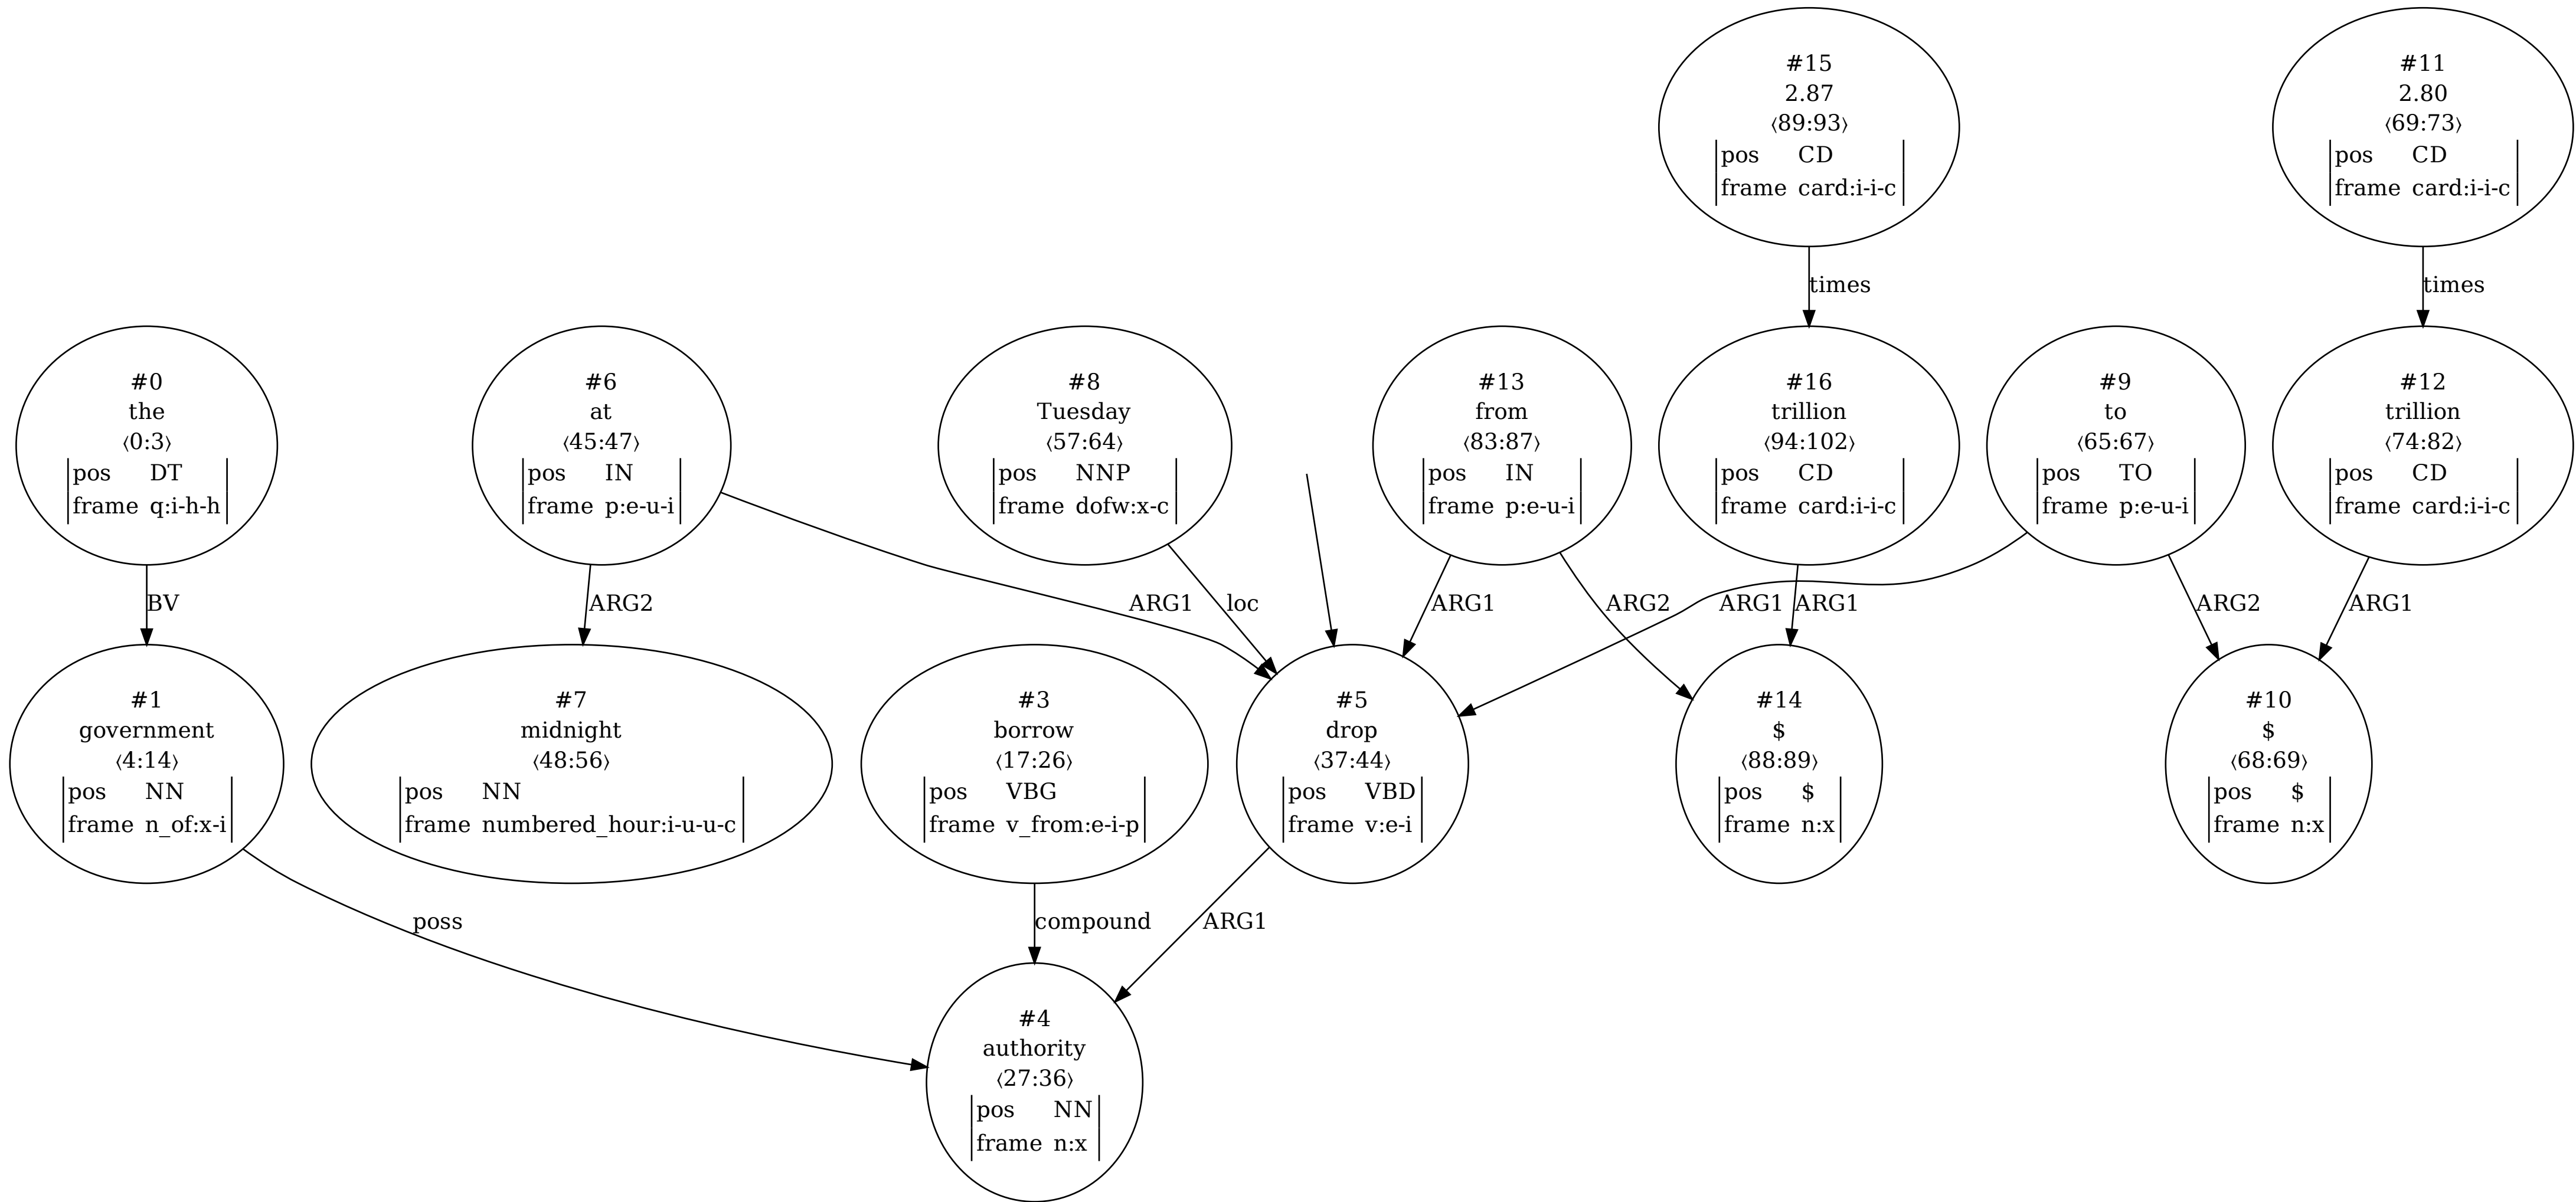 #15
2.87
⟨89:93⟩
pos CD
frame card:i-i-c
#11
2.80
⟨69:73⟩
pos CD
frame card:i-i-c
times
times
#0
the
⟨0:3⟩
pos DT
frame q:i-h-h
#6
at
⟨45:47⟩
pos IN
frame p:e-u-i
#8
Tuesday
⟨57:64⟩
pos NNP
frame dofw:x-c
#13
from
⟨83:87⟩
pos IN
frame p:e-u-i
#16
trillion
⟨94:102⟩
pos CD
frame card:i-i-c
#9
to
⟨65:67⟩
pos TO
frame p:e-u-i
#12
trillion
⟨74:82⟩
pos CD
frame card:i-i-c
BV
ARG2
ARG1
loc
ARG1
ARG2
ARG1
ARG1
ARG2
ARG1
#1
government
⟨4:14⟩
pos NN
frame n_of:x-i
#7
midnight
⟨48:56⟩
pos NN
frame numbered_hour:i-u-u-c
#3
borrow
⟨17:26⟩
pos VBG
frame v_from:e-i-p
#5
drop
⟨37:44⟩
pos VBD
frame v:e-i
#14
$
⟨88:89⟩
pos $
frame n:x
#10
$
⟨68:69⟩
pos $
frame n:x
poss
compound
ARG1
#4
authority
⟨27:36⟩
pos NN
frame n:x